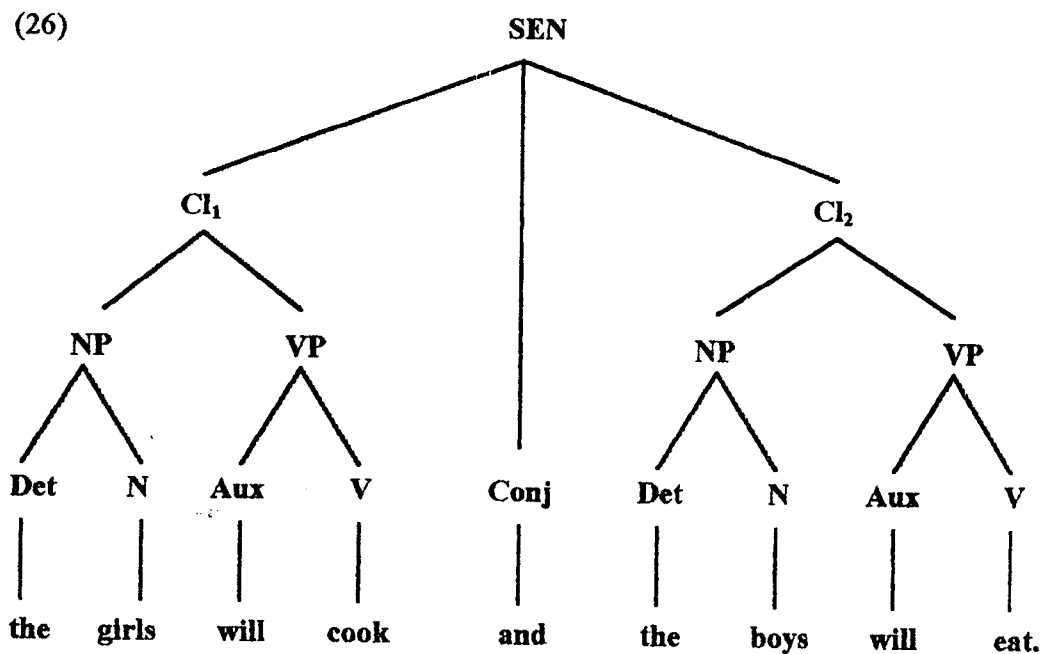 (26)
SEN
Cl₁ Cl₂
NP VP NP VP
Det N Aux V Conj Det N Aux V
the girls will cook and the boys will eat.